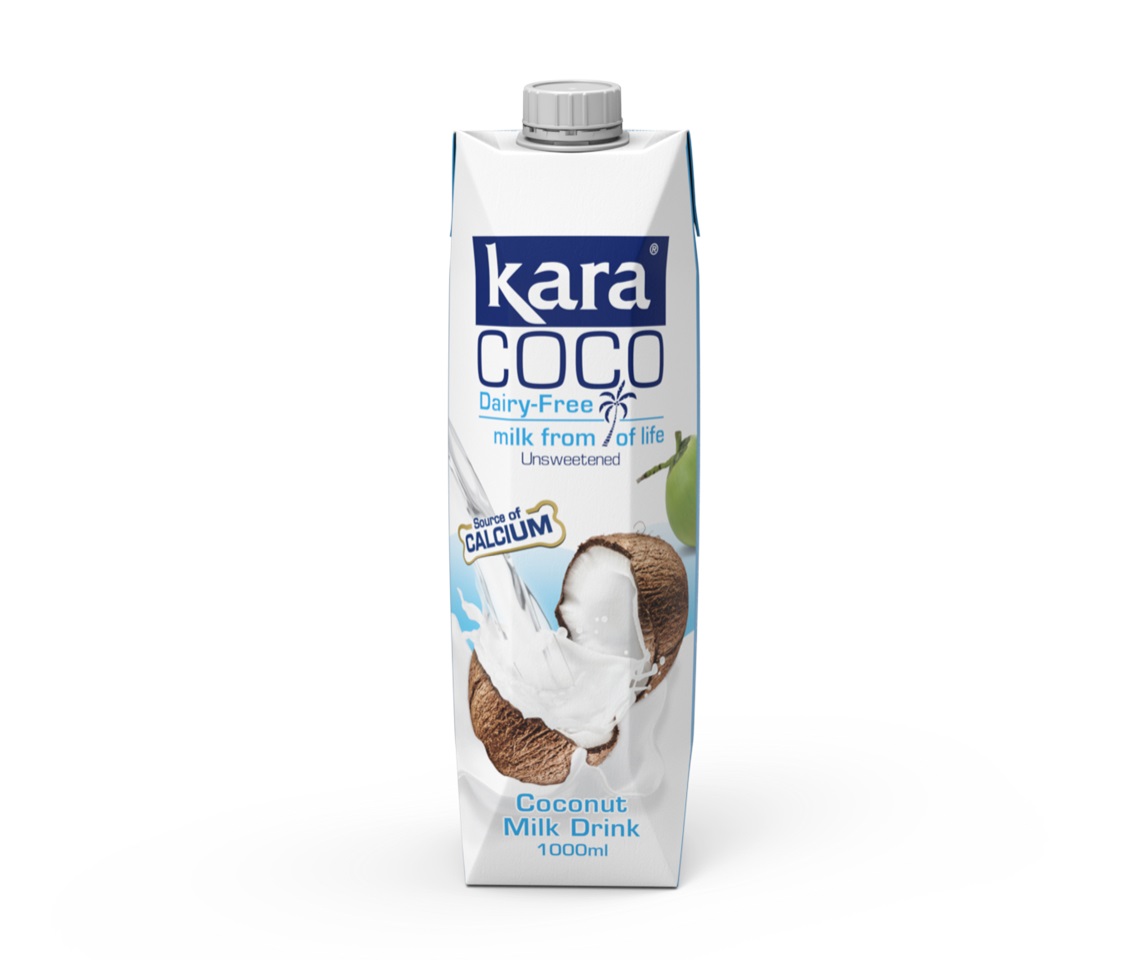 kara®
COCO
Dairy-Free
milk from of life
Unsweetened
Source of
CALCIUM
Coconut
Milk Drink
1000ml